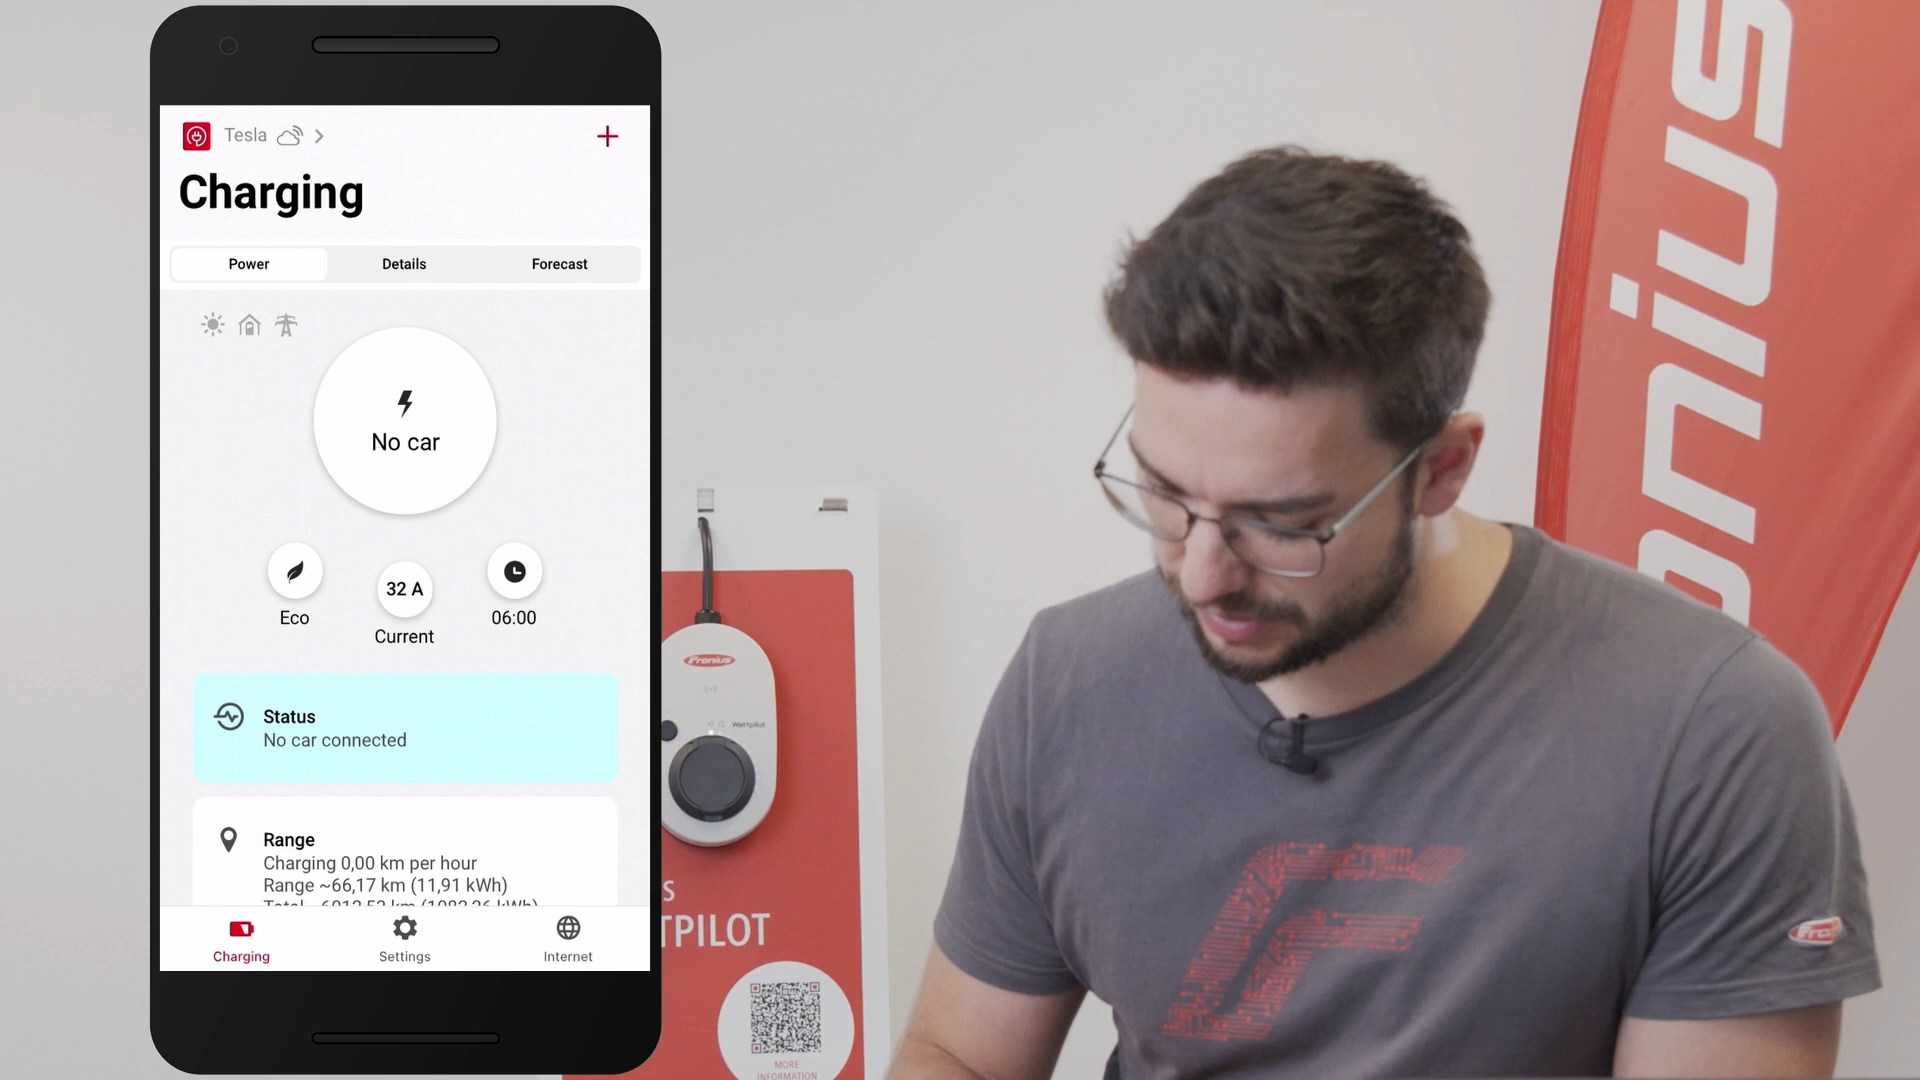 Tesla
Charging
Power
Details
Forecast
No car
Eco
32 A
Current
06:00
Status
No car connected
Range
Charging 0,00 km per hour
Range ~66,17 km (11,91 kWh)
Charging
Settings
Internet
Fronius
Wattpilot
S
TPILOT
MORE
INFORMATION
onius
Fro